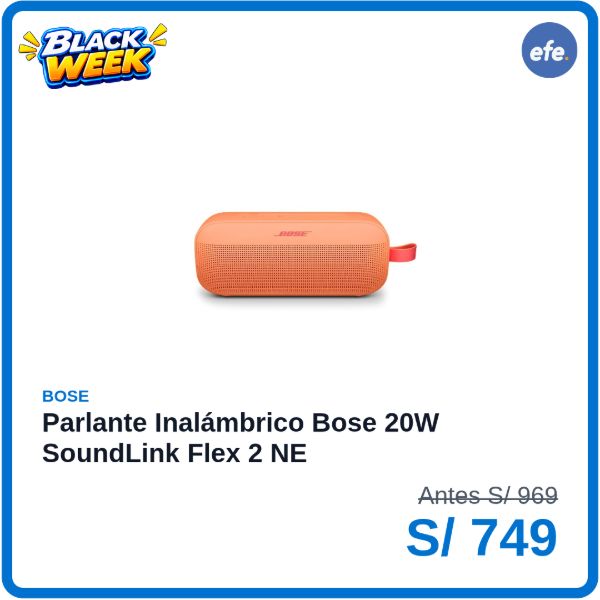 BLACK
WEEK
efe.
BOSE
BOSE
Parlante Inalámbrico Bose 20W
SoundLink Flex 2 NE
Antes S/ 969
S/ 749